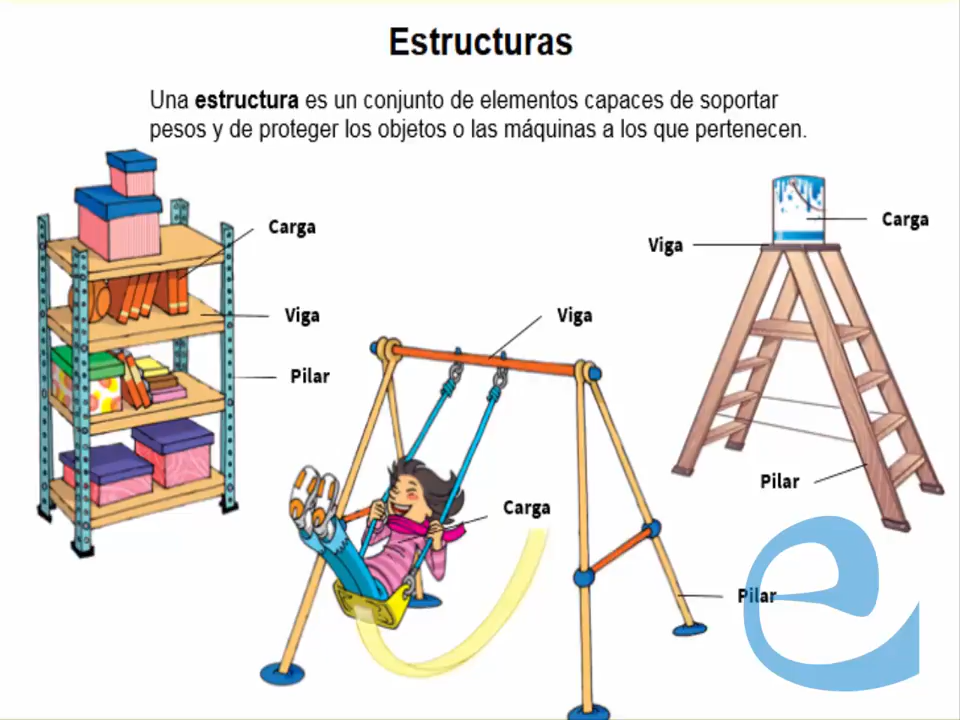 Estructuras
Una estructura es un conjunto de elementos capaces de soportar
pesos y de proteger los objetos o las máquinas a los que pertenecen.
Carga
Viga
Pilar
Viga
Carga
Pilar
Viga
Carga
Pilar
e